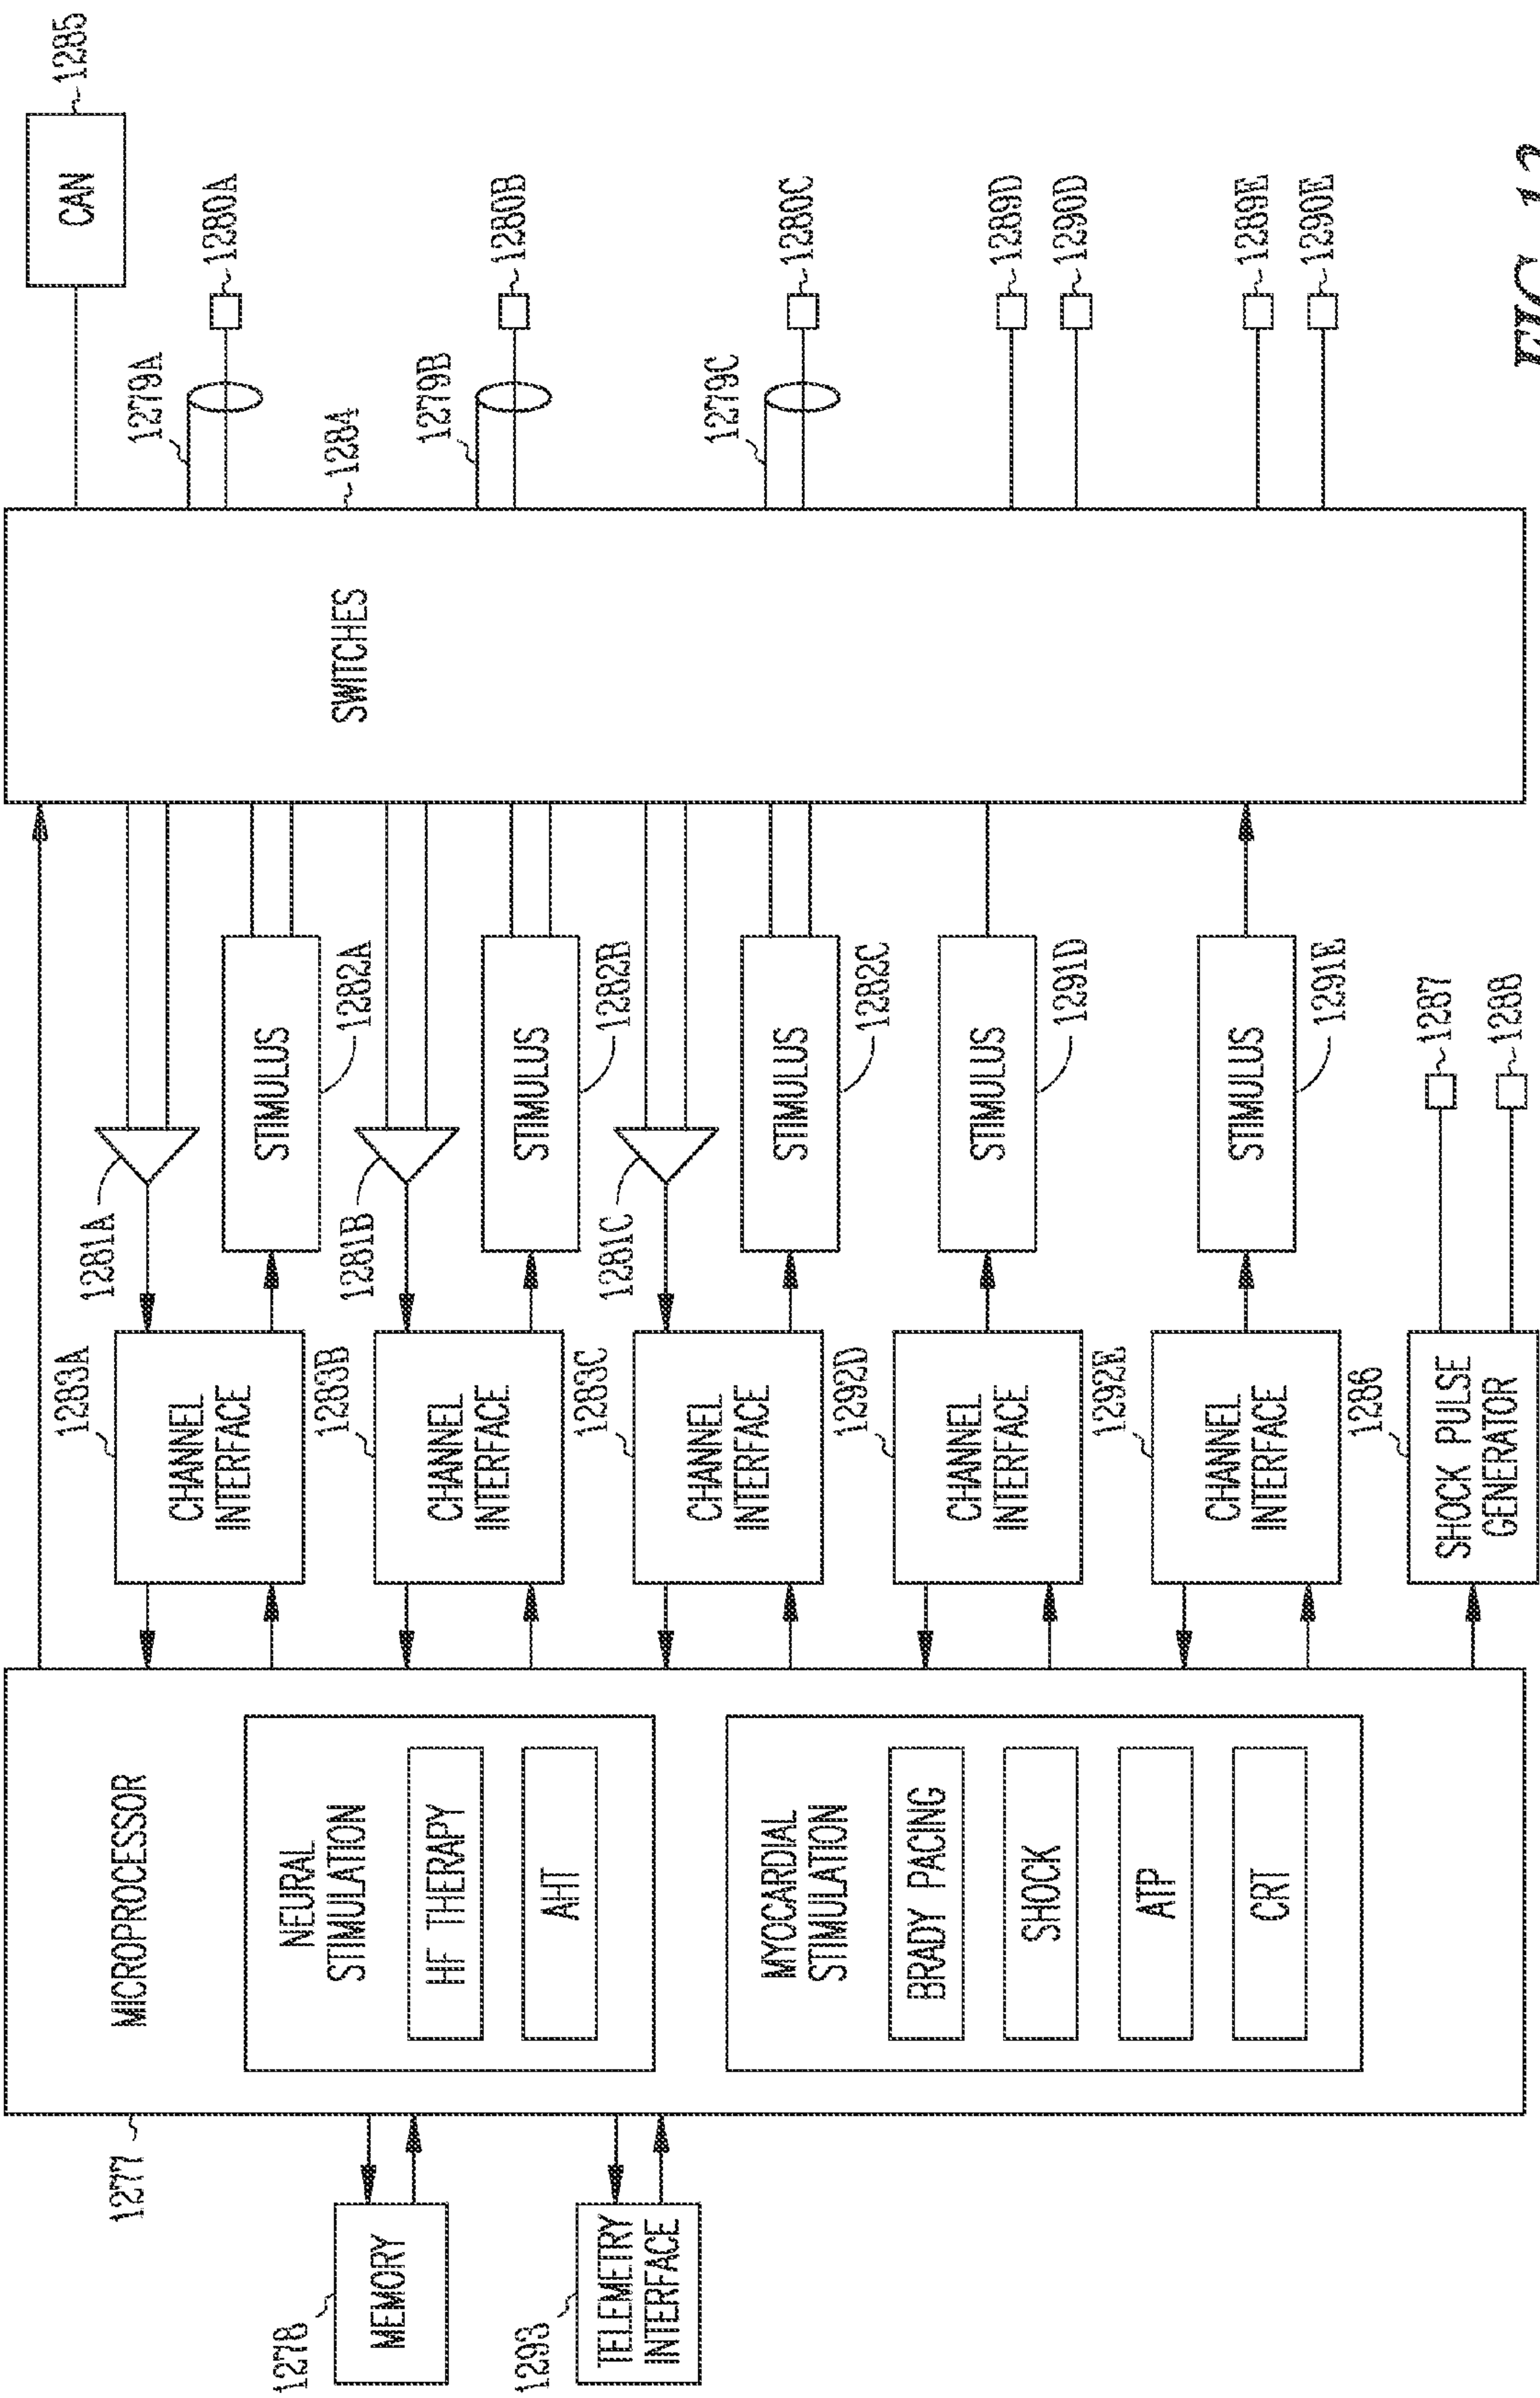 1277
MICROPROCESSOR
1278
MEMORY
1293
TELEMETRY
INTERFACE
NEURAL
STIMULATION
HF THERAPY
AHT
MYOCARDIAL
STIMULATION
BRADY PACING
SHOCK
ATP
CRT
1283A
CHANNEL
INTERFACE
1281A
STIMULUS
1282A
1283B
CHANNEL
INTERFACE
1281B
STIMULUS
1282B
1283C
CHANNEL
INTERFACE
1281C
STIMULUS
1282C
1292D
CHANNEL
INTERFACE
STIMULUS
1291D
1292E
CHANNEL
INTERFACE
STIMULUS
1291E
1286
SHOCK PULSE
GENERATOR
1287
1288
SWITCHES
1284
CAN
1285
1279A
1280A
1279B
1280B
1279C
1280C
1289D
1290D
1289E
1290E
FIG. 12